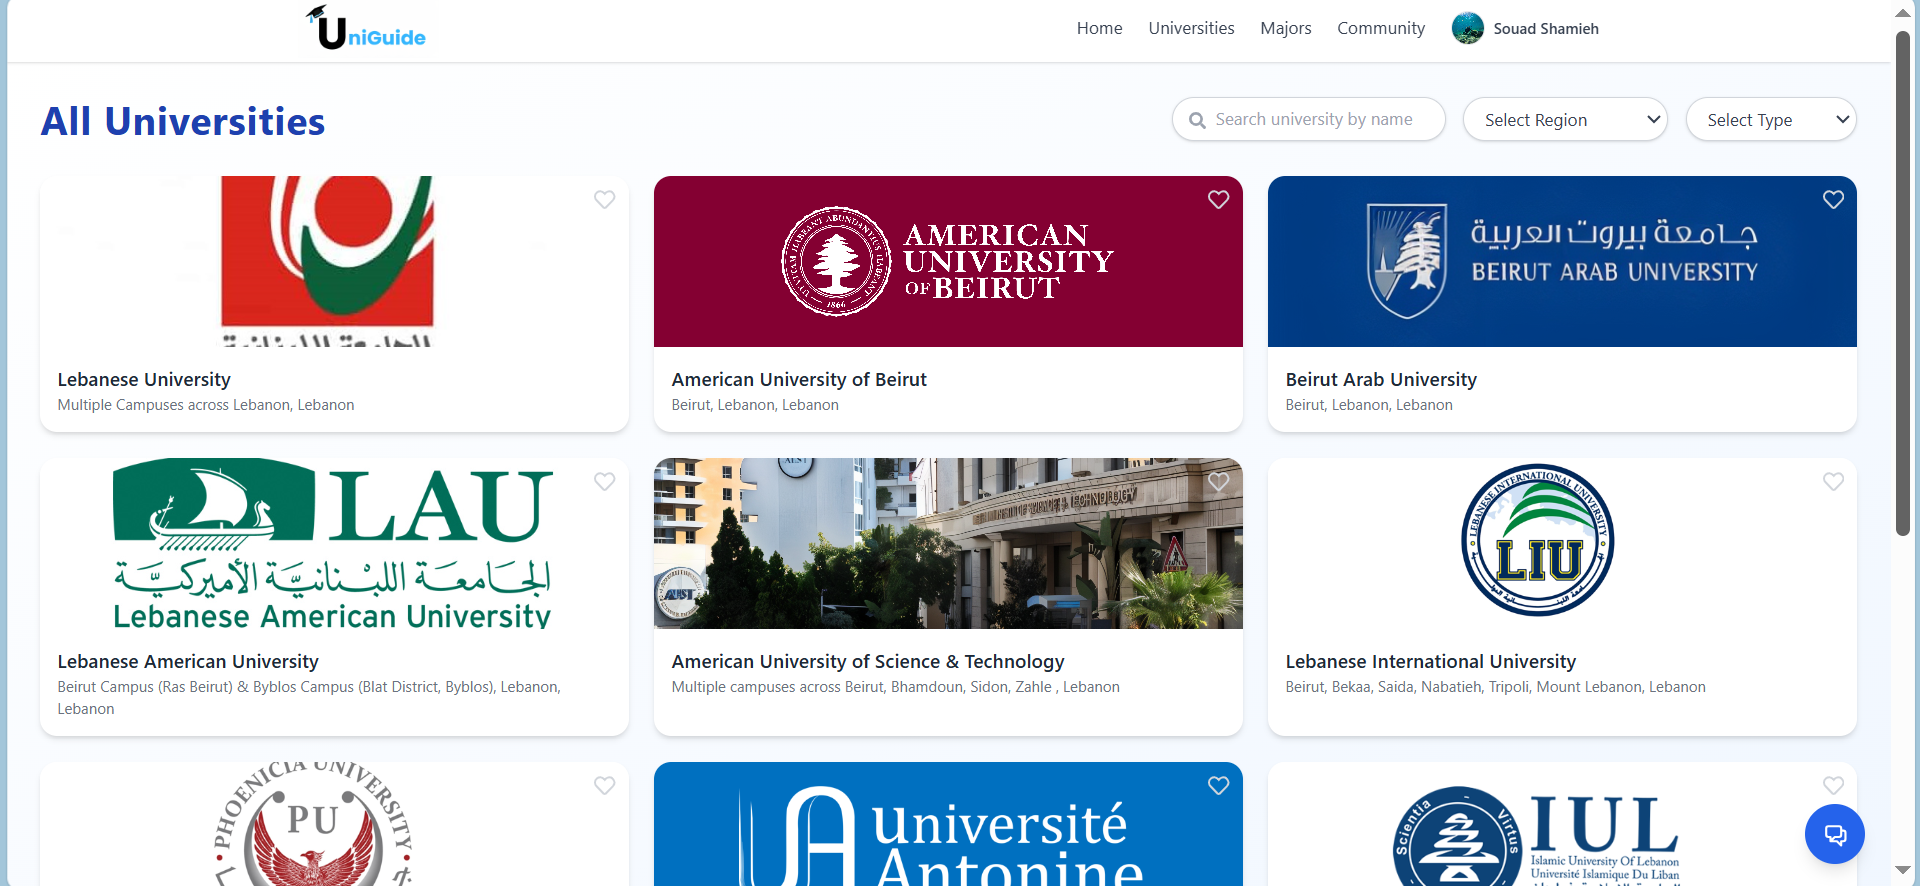 UniGuide
Home
Universities
Majors
Community
Souad Shamieh
All Universities
Search university by name
Select Region
Select Type
الجامعة اللبنانية
Lebanese University
Multiple Campuses across Lebanon, Lebanon
1866
AMERICAN
UNIVERSITY
OF BEIRUT
American University of Beirut
Beirut, Lebanon, Lebanon
جامعة بيروت العربية
BEIRUT ARAB UNIVERSITY
Beirut Arab University
Beirut, Lebanon, Lebanon
LAU
الجامعة اللبنانية الأميركية
Lebanese American University
Lebanese American University
Beirut Campus (Ras Beirut) & Byblos Campus (Blat District, Byblos), Lebanon,
Lebanon
AUST
American University of Science & Technology
Multiple campuses across Beirut, Bhamdoun, Sidon, Zahle , Lebanon
LEBANESE INTERNATIONAL UNIVERSITY
LIU
Lebanese International University
Beirut, Bekaa, Saida, Nabatieh, Tripoli, Mount Lebanon, Lebanon
PHOENICIA UNIVERSITY
PU
UA
Université
Antonine
Scientia Virtus
IUL
Islamic University Of Lebanon
Université Islamique Du Liban